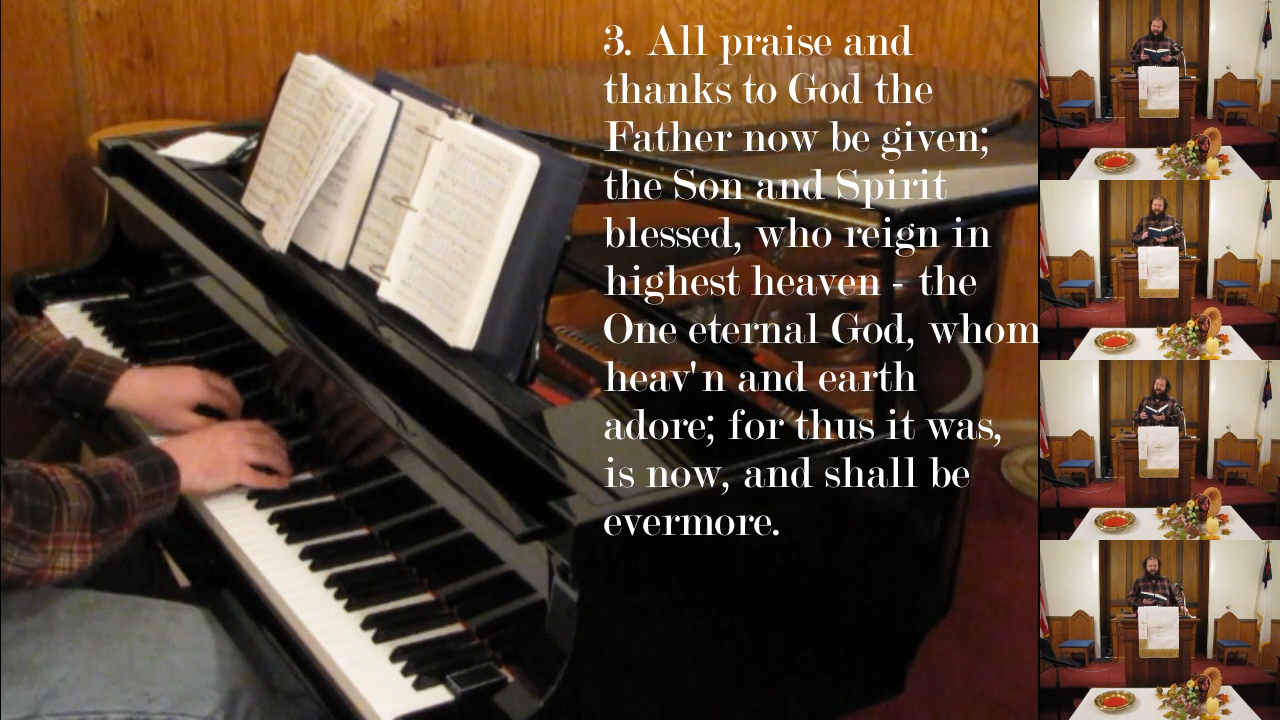 3. All praise and
thanks to God the
Father now be given;
the Son and Spirit
blessed, who reign in
highest heaven - the
One eternal God, whom
heav'n and earth
adore; for thus it was,
is now, and shall be
evermore.